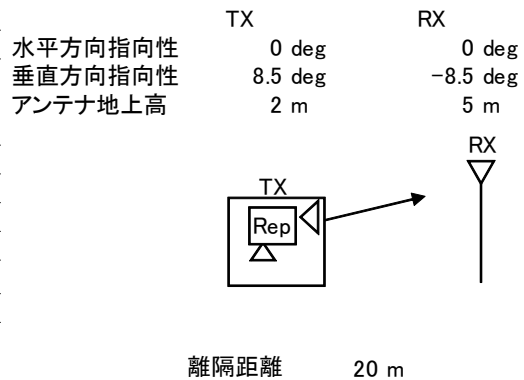 TX RX
水平方向指向性 0 deg 0 deg
垂直方向指向性 8.5 deg -8.5 deg
アンテナ地上高 2 m 5 m
RX
TX
Rep
離隔距離 20 m